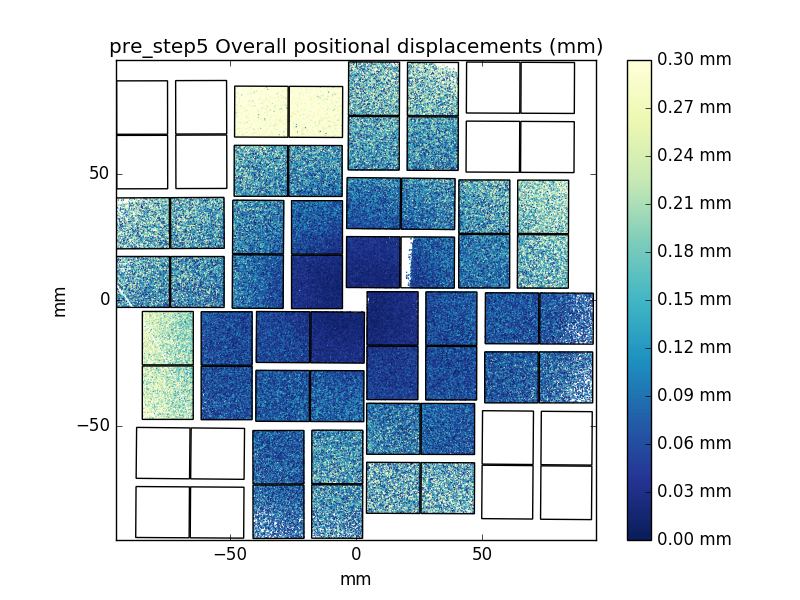 pre_step5 Overall positional displacements (mm)
0.30 mm
0.27 mm
0.24 mm
0.21 mm
0.18 mm
0.15 mm
0.12 mm
0.09 mm
0.06 mm
0.03 mm
0.00 mm
50
0
−50
mm
−50
0
50
mm